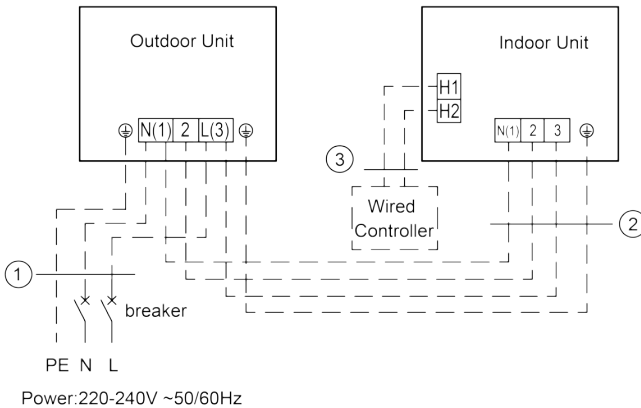 Outdoor Unit
Indoor Unit
H1
H2
N(1) 2 L(3)
N(1) 2 3
3
Wired
Controller
2
1
breaker
PE N L
Power:220-240V ~50/60Hz